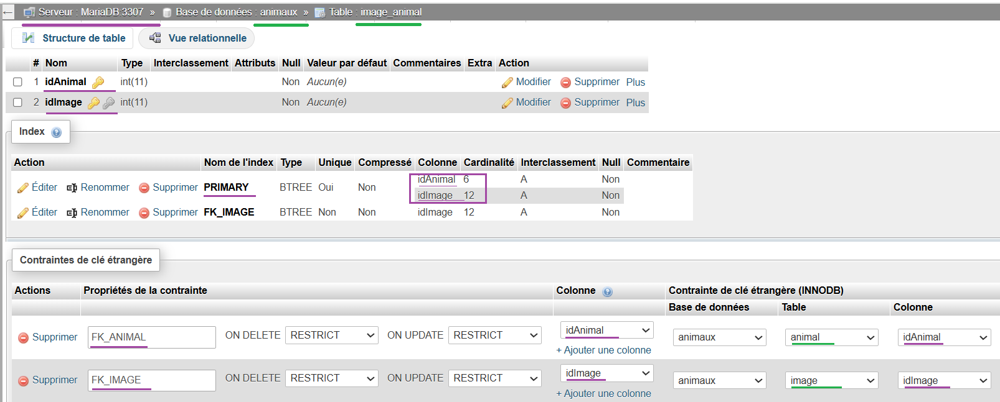 ← Serveur : MariaDB:3307 » Base de données : animaux » Table : image_animal
Structure de table Vue relationnelle
# Nom Type Interclassement Attributs Null Valeur par défaut Commentaires Extra Action
1 idAnimal int(11) Non Aucun(e) Modifier Supprimer Plus
2 idImage int(11) Non Aucun(e) Modifier Supprimer Plus
Index
Action Nom de l'index Type Unique Compressé Colonne Cardinalité Interclassement Null Commentaire
Éditer Renommer Supprimer PRIMARY BTREE Oui Non idAnimal 6 A Non
idImage 12 A Non
Éditer Renommer Supprimer FK_IMAGE BTREE Non Non idImage 12 A Non
Contraintes de clé étrangère
Actions Propriétés de la contrainte Colonne Contrainte de clé étrangère (INNODB)
Base de données Table Colonne
Supprimer FK_ANIMAL ON DELETE RESTRICT ON UPDATE RESTRICT idAnimal animaux animal idAnimal
+ Ajouter une colonne
Supprimer FK_IMAGE ON DELETE RESTRICT ON UPDATE RESTRICT idImage animaux image idImage
+ Ajouter une colonne